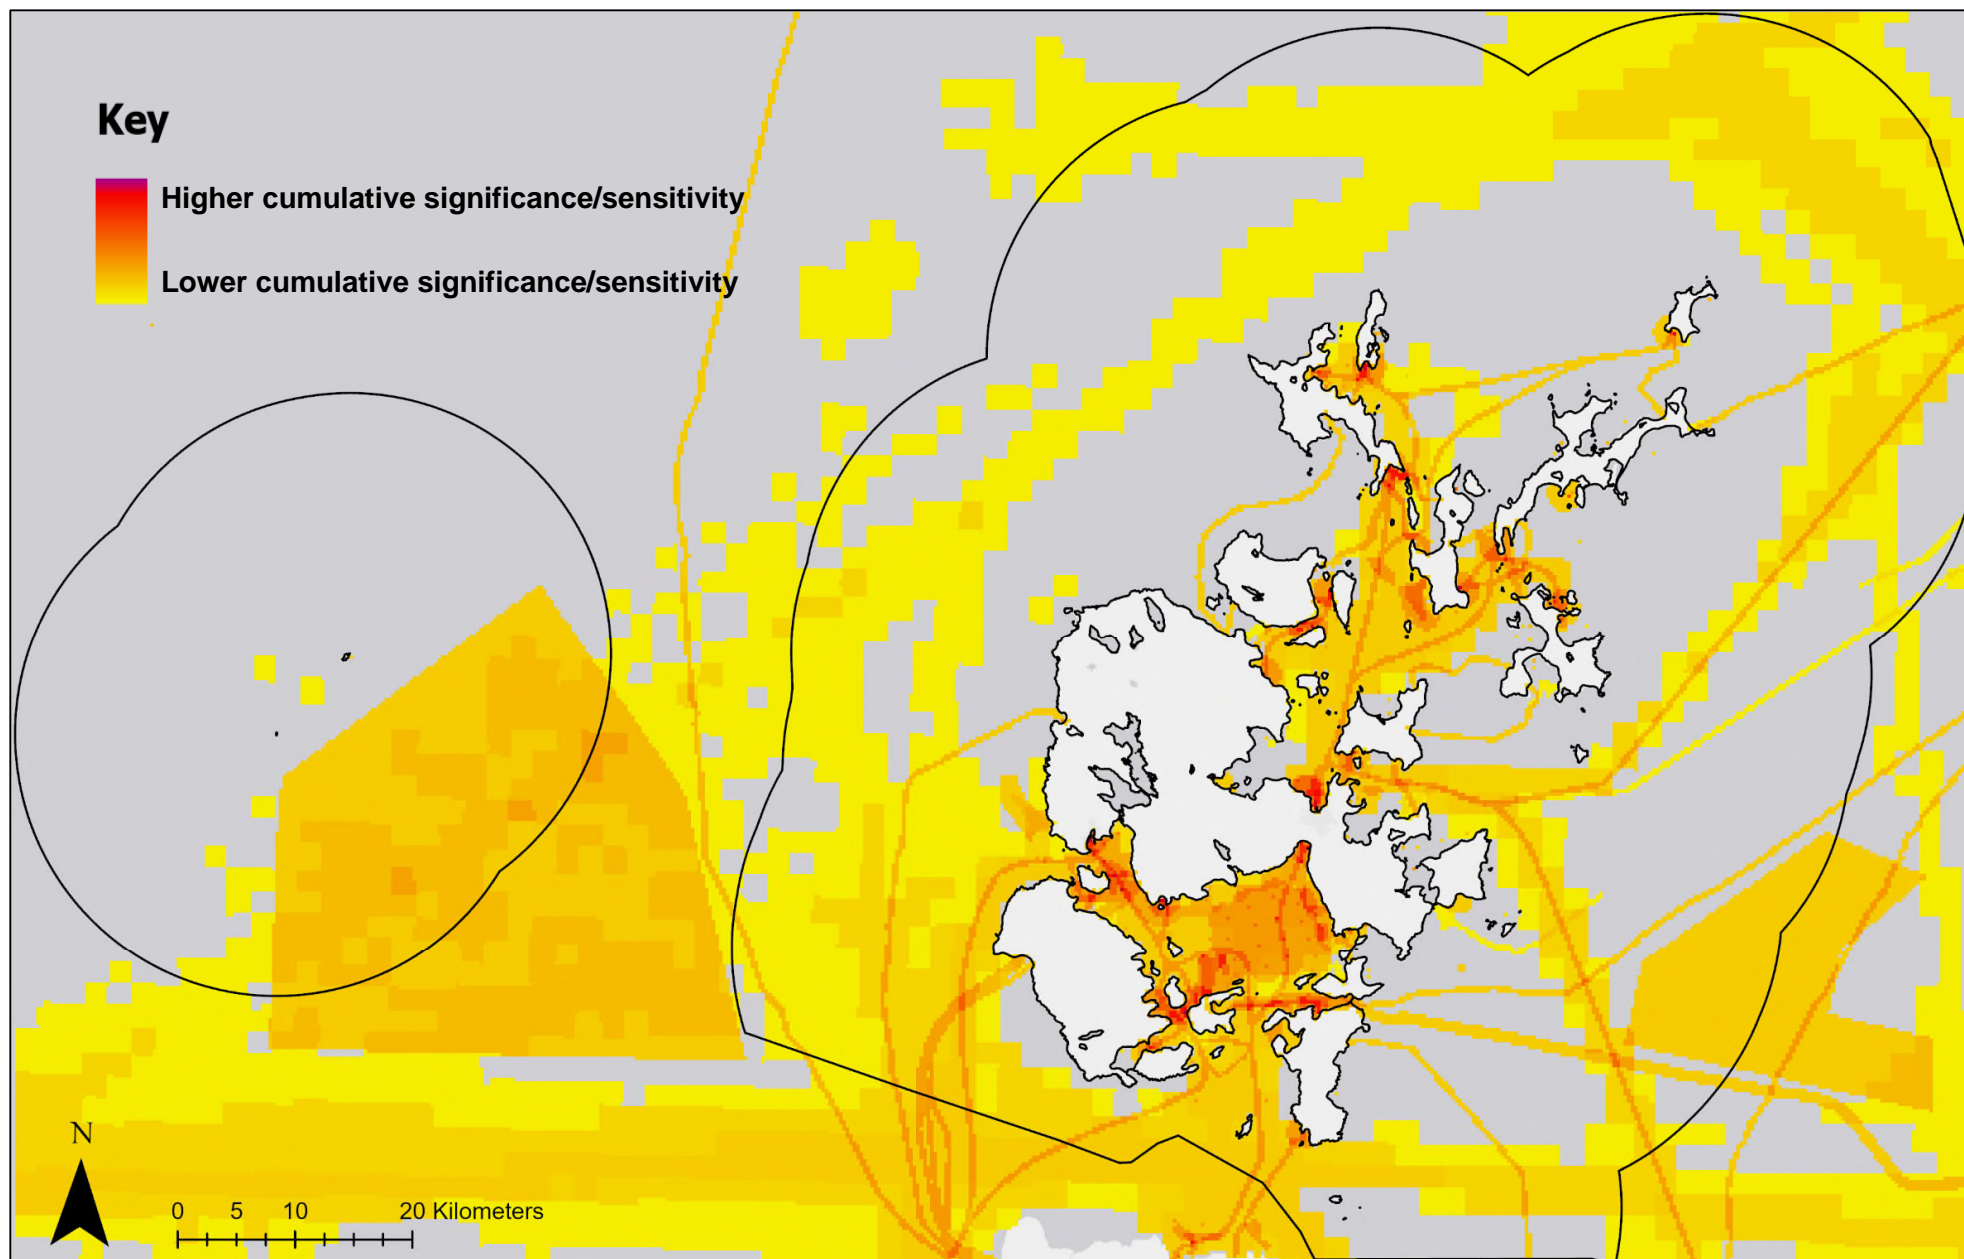 Key
Higher cumulative significance/sensitivity
Lower cumulative significance/sensitivity
N
0 5 10 20 Kilometers